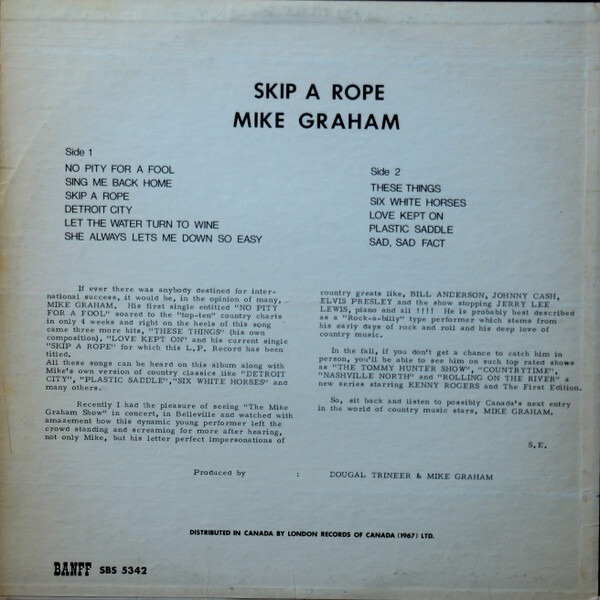 SKIP A ROPE
MIKE GRAHAM
Side 1
NO PITY FOR A FOOL
SING ME BACK HOME
SKIP A ROPE
DETROIT CITY
LET THE WATER TURN TO WINE
SHE ALWAYS LETS ME DOWN SO EASY
Side 2
THESE THINGS
SIX WHITE HORSES
LOVE KEPT ON
PLASTIC SADDLE
SAD, SAD FACT
If ever there was anybody destined for inter-
national success, it would be, in the opinion of many,
MIKE GRAHAM. His first single entitled "NO PITY
FOR A FOOL" soared to the "top-ten" country charts
in only 4 weeks and right on the heels of this song
came three more hits, "THESE THINGS" (his own
composition), "LOVE KEPT ON" and his current single
"SKIP A ROPE" for which this L.P. Record has been
titled.
All these songs can be heard on this album along with
Mike's own version of country classics like "DETROIT
CITY", "PLASTIC SADDLE","SIX WHITE HORSES" and
many others.
Recently I had the pleasure of seeing "The Mike
Graham Show" in concert, in Belleville and watched with
amazement how this dynamic young performer left the
crowd standing and screaming for more after hearing,
not only Mike, but his letter perfect impersonations of
country greats like, BILL ANDERSON, JOHNNY CASH,
ELVIS PRESLEY and the show stopping JERRY LEE
LEWIS, piano and all !!!! He is probably best described
as a "Rock-a-billy" type performer which stems from
his early days of rock and roll and his deep love of
country music.
In the fall, if you don't get a chance to catch him in
person, you'll be able to see him on such top rated shows
as "THE TOMMY HUNTER SHOW", "COUNTRYTIME",
"NASHVILLE NORTH" and "ROLLING ON THE RIVER" a
new series starring KENNY ROGERS and The First Edition.
So, sit back and listen to possibly Canada's next entry
in the world of country music stars, MIKE GRAHAM.
S.E.
Produced by : DOUGAL TRINEER & MIKE GRAHAM
DISTRIBUTED IN CANADA BY LONDON RECORDS OF CANADA (1967) LTD.
BANFF SBS 5342